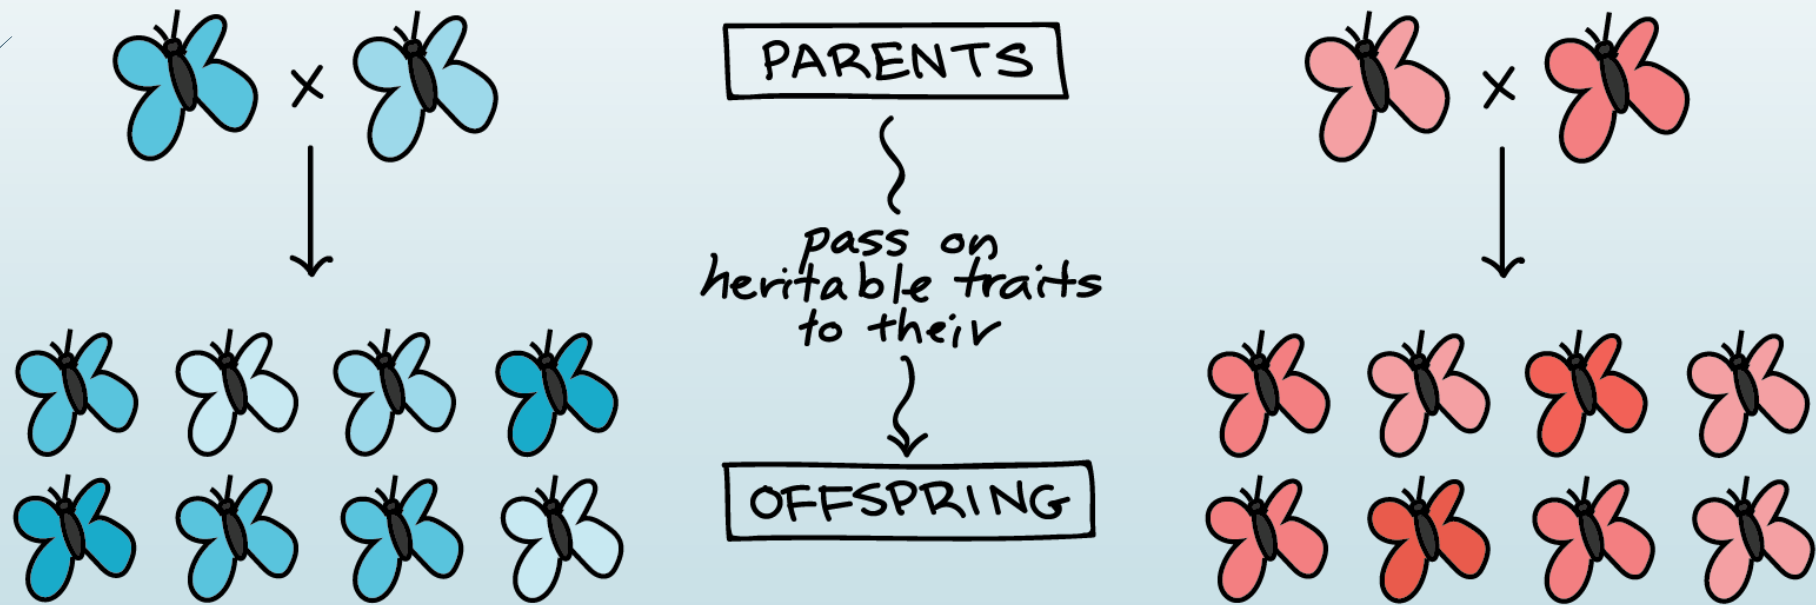 PARENTS
pass on
heritable traits
to their
OFFSPRING